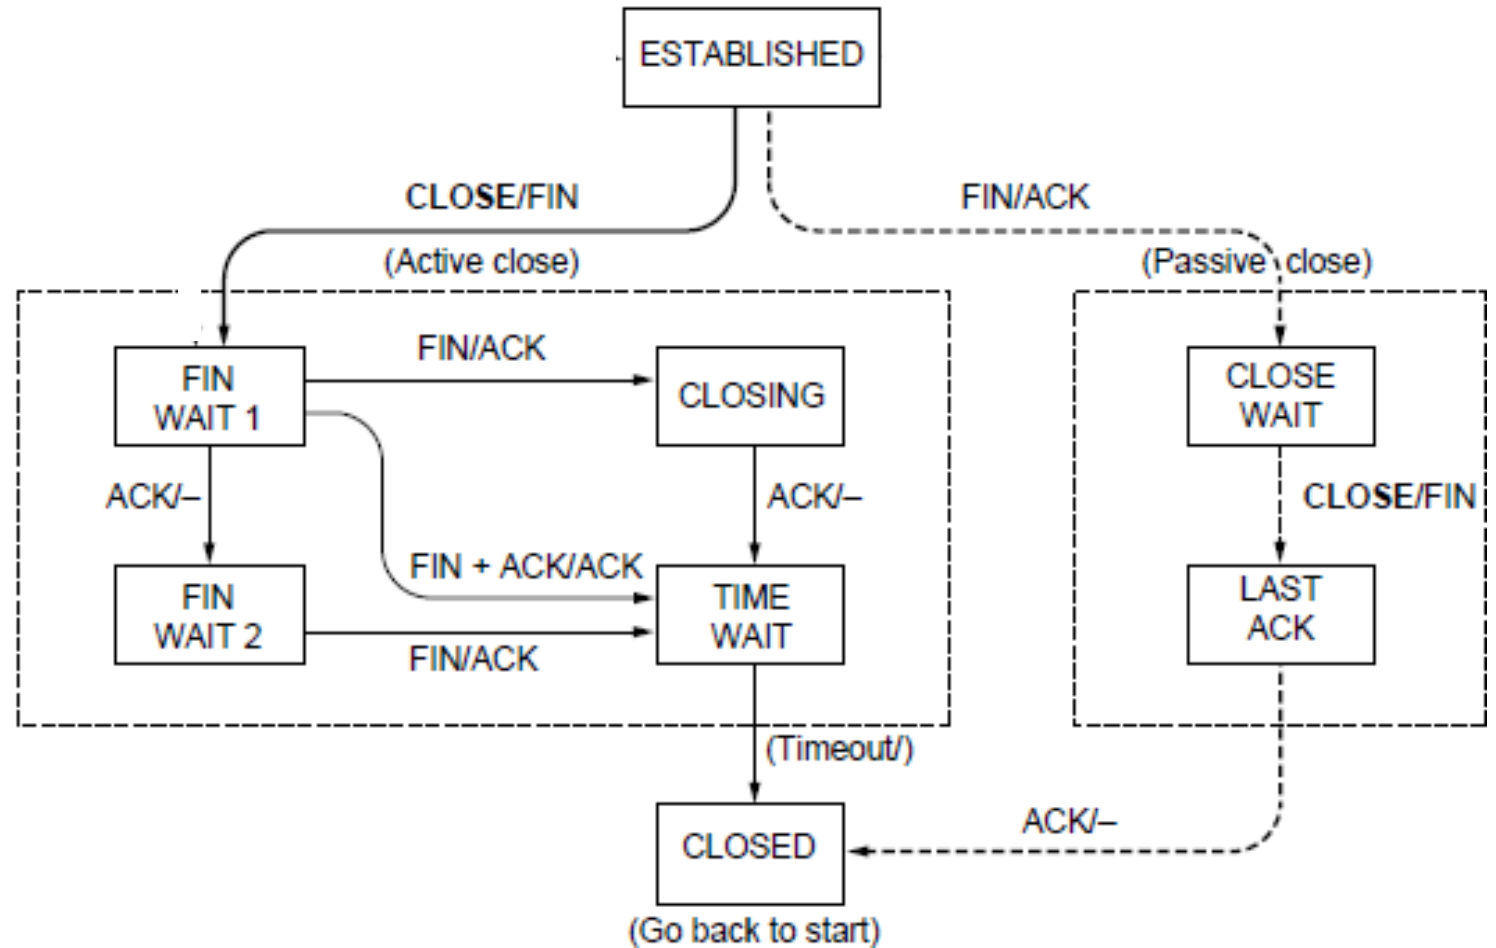 ESTABLISHED
CLOSE/FIN
FIN/ACK
(Active close)
(Passive close)
FIN
WAIT 1
FIN/ACK
CLOSING
CLOSE
WAIT
ACK/–
ACK/–
CLOSE/FIN
FIN + ACK/ACK
FIN
WAIT 2
FIN/ACK
TIME
WAIT
LAST
ACK
(Timeout/)
ACK/–
CLOSED
(Go back to start)